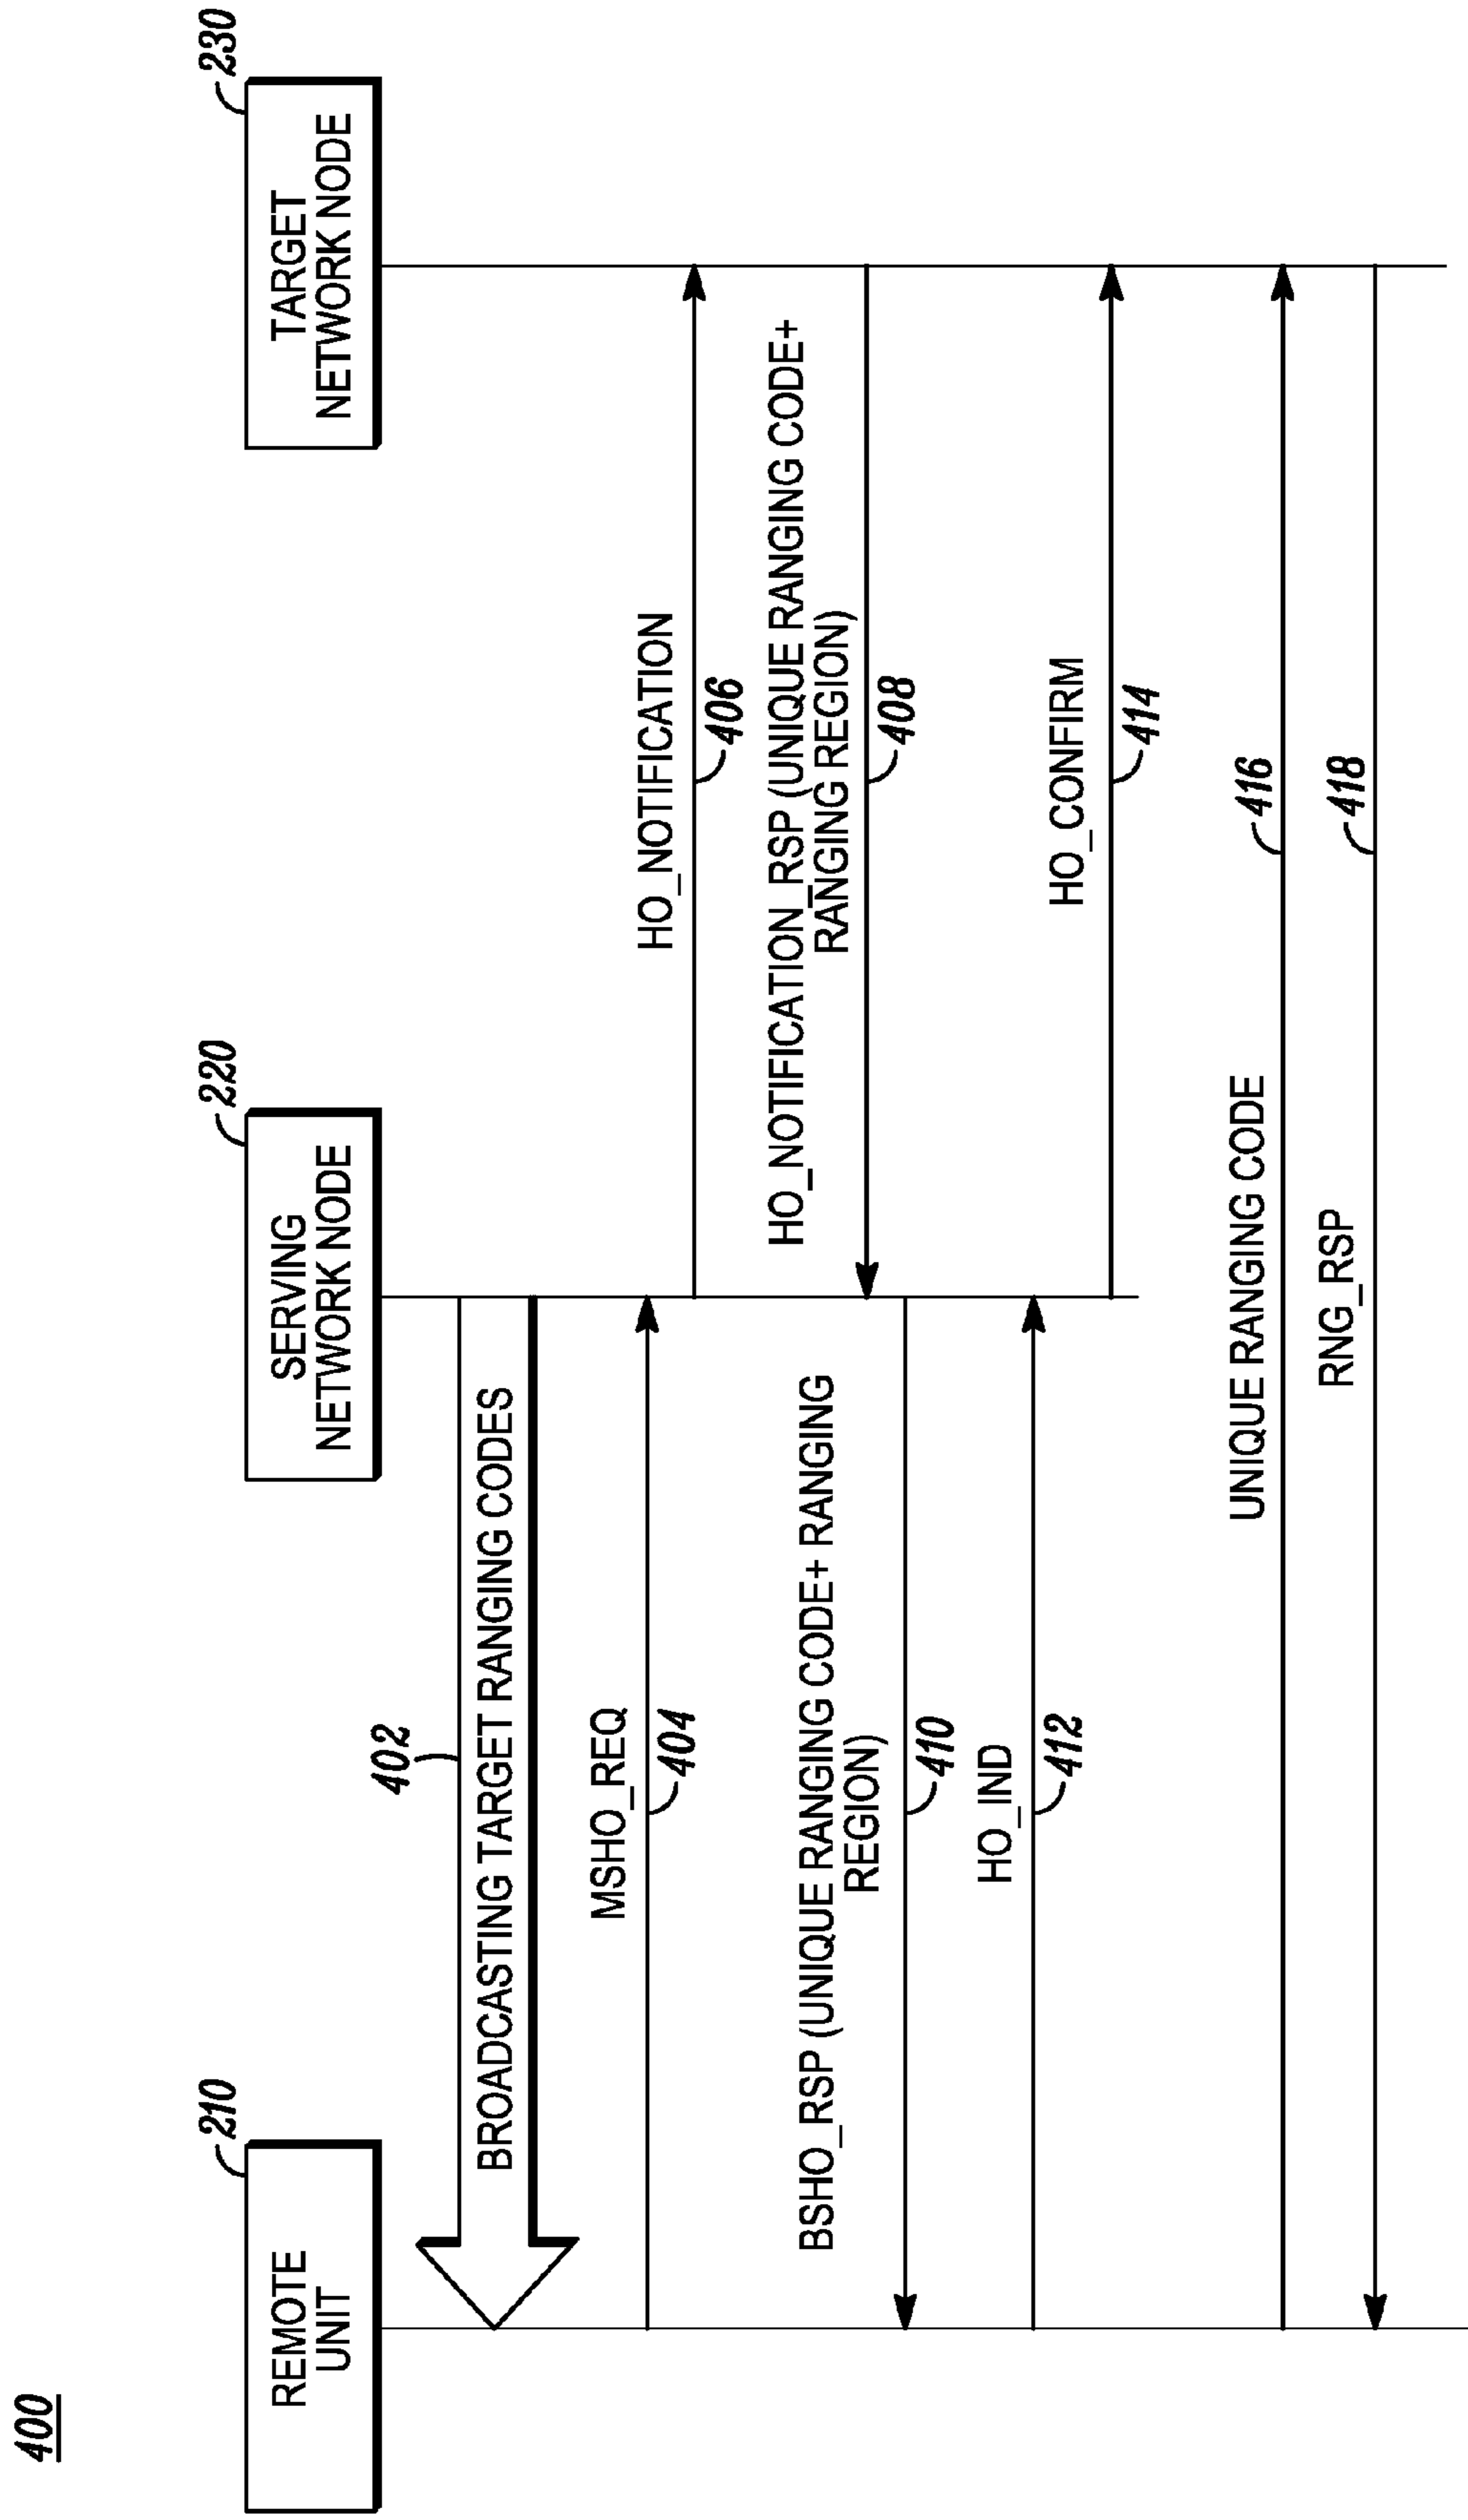 400
REMOTE
UNIT
210
SERVING
NETWORK NODE
220
TARGET
NETWORK NODE
230
402
BROADCASTING TARGET RANGING CODES
MSHO_REQ
404
HO_NOTIFICATION
406
HO_NOTIFICATION_RSP (UNIQUE RANGING CODE+
RANGING REGION)
408
BSHO_RSP (UNIQUE RANGING CODE+ RANGING
REGION)
410
HO_IND
412
HO_CONFIRM
414
UNIQUE RANGING CODE
416
RNG_RSP
418